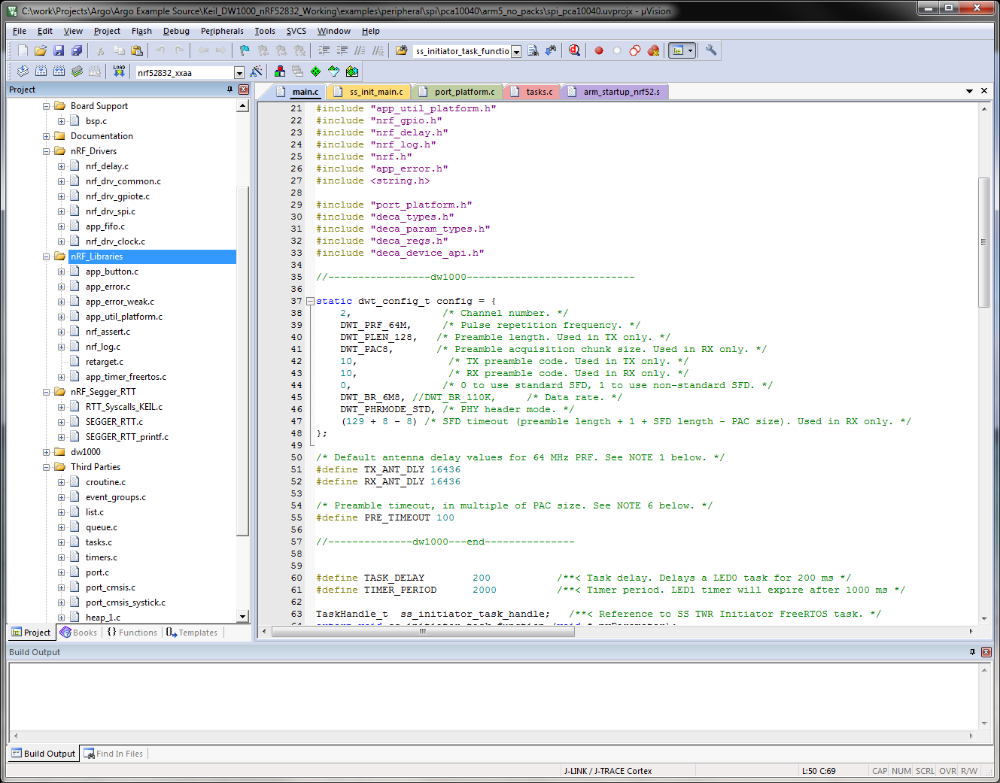 C:\work\Projects\Argo\Argo Example Source\Keil_DW1000_nRF52832_Working\examples\peripheral\spi\pca10040\arm5_no_packs\spi_pca10040.uvprojx - µVision
File Edit View Project Flash Debug Peripherals Tools SVCS Window Help
ss_initiator_task_functio
LOAD
nrf52832_xxaa
Project
main.c ss_init_main.c port_platform.c tasks.c arm_startup_nrf52.s
Board Support
bsp.c
Documentation
nRF_Drivers
nrf_delay.c
nrf_drv_common.c
nrf_drv_gpiote.c
nrf_drv_spi.c
app_fifo.c
nrf_drv_clock.c
nRF_Libraries
app_button.c
app_error.c
app_error_weak.c
app_util_platform.c
nrf_assert.c
nrf_log.c
retarget.c
app_timer_freertos.c
nRF_Segger_RTT
RTT_Syscalls_KEIL.c
SEGGER_RTT.c
SEGGER_RTT_printf.c
dw1000
Third Parties
croutine.c
event_groups.c
list.c
queue.c
tasks.c
timers.c
port.c
port_cmsis.c
port_cmsis_systick.c
heap_1.c
Project Books {} Functions Templates
21 #include "app_util_platform.h"
22 #include "nrf_gpio.h"
23 #include "nrf_delay.h"
24 #include "nrf_log.h"
25 #include "nrf.h"
26 #include "app_error.h"
27 #include <string.h>
28
29 #include "port_platform.h"
30 #include "deca_types.h"
31 #include "deca_param_types.h"
32 #include "deca_regs.h"
33 #include "deca_device_api.h"
34
35 //-----------------dw1000----------------------------
36
37 static dwt_config_t config = {
38 2, /* Channel number. */
39 DWT_PRF_64M, /* Pulse repetition frequency. */
40 DWT_PLEN_128, /* Preamble length. Used in TX only. */
41 DWT_PAC8, /* Preamble acquisition chunk size. Used in RX only. */
42 10, /* TX preamble code. Used in TX only. */
43 10, /* RX preamble code. Used in RX only. */
44 0, /* 0 to use standard SFD, 1 to use non-standard SFD. */
45 DWT_BR_6M8, //DWT_BR_110K, /* Data rate. */
46 DWT_PHRMODE_STD, /* PHY header mode. */
47 (129 + 8 - 8) /* SFD timeout (preamble length + 1 + SFD length - PAC size). Used in RX only. */
48 };
49
50 /* Default antenna delay values for 64 MHz PRF. See NOTE 1 below. */
51 #define TX_ANT_DLY 16436
52 #define RX_ANT_DLY 16436
53
54 /* Preamble timeout, in multiple of PAC size. See NOTE 6 below. */
55 #define PRE_TIMEOUT 100
56
57 //--------------dw1000---end---------------
58
59
60 #define TASK_DELAY 200 /**< Task delay. Delays a LED0 task for 200 ms */
61 #define TIMER_PERIOD 2000 /**< Timer period. LED1 timer will expire after 1000 ms */
62
63 TaskHandle_t ss_initiator_task_handle; /**< Reference to SS TWR Initiator FreeRTOS task. */
Build Output
Build Output Find In Files
J-LINK / J-TRACE Cortex L:50 C:69 CAP NUM SCRL OVR R/W